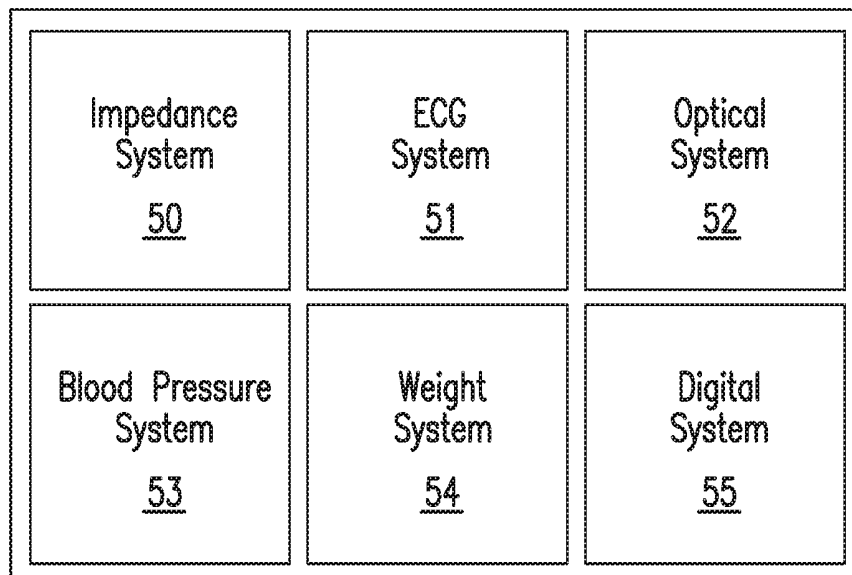 Impedance
System
50
ECG
System
51
Optical
System
52
Blood Pressure
System
53
Weight
System
54
Digital
System
55